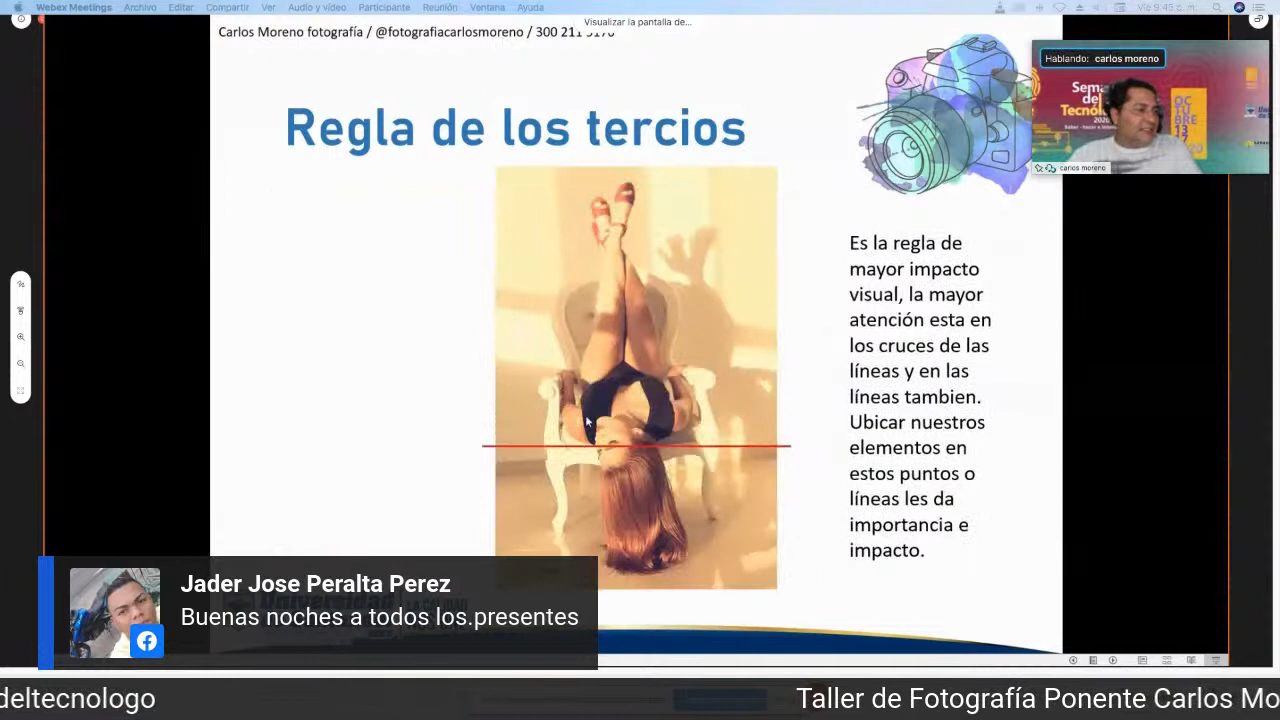 Webex Meetings Archivo Editar Compartir Ver Audio y vídeo Participante Reunión Ventana Ayuda
Vie 9:45
Visualizar la pantalla de...
Carlos Moreno fotografía / @fotografiacarlosmoreno / 300 211
Hablando: carlos moreno
Regla de los tercios
carlos moreno
Es la regla de
mayor impacto
visual, la mayor
atención esta en
los cruces de las
líneas y en las
líneas tambien.
Ubicar nuestros
elementos en
estos puntos o
líneas les da
importancia e
impacto.
Jader Jose Peralta Perez
Buenas noches a todos los.presentes
deltecnologo
Taller de Fotografía Ponente Carlos Mo